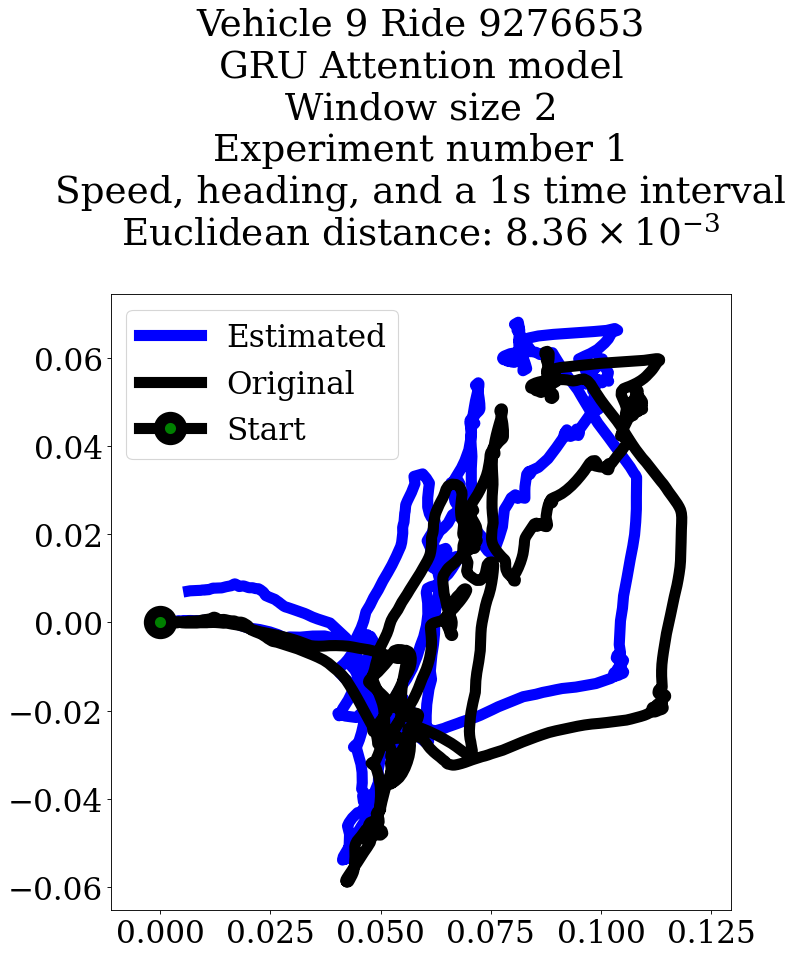 Vehicle 9 Ride 9276653
GRU Attention model
Window size 2
Experiment number 1
Speed, heading, and a 1s time interval
Euclidean distance: 8.36 × 10⁻³
Estimated
Original
Start
0.06
0.04
0.02
0.00
−0.02
−0.04
−0.06
0.000 0.025 0.050 0.075 0.100 0.125